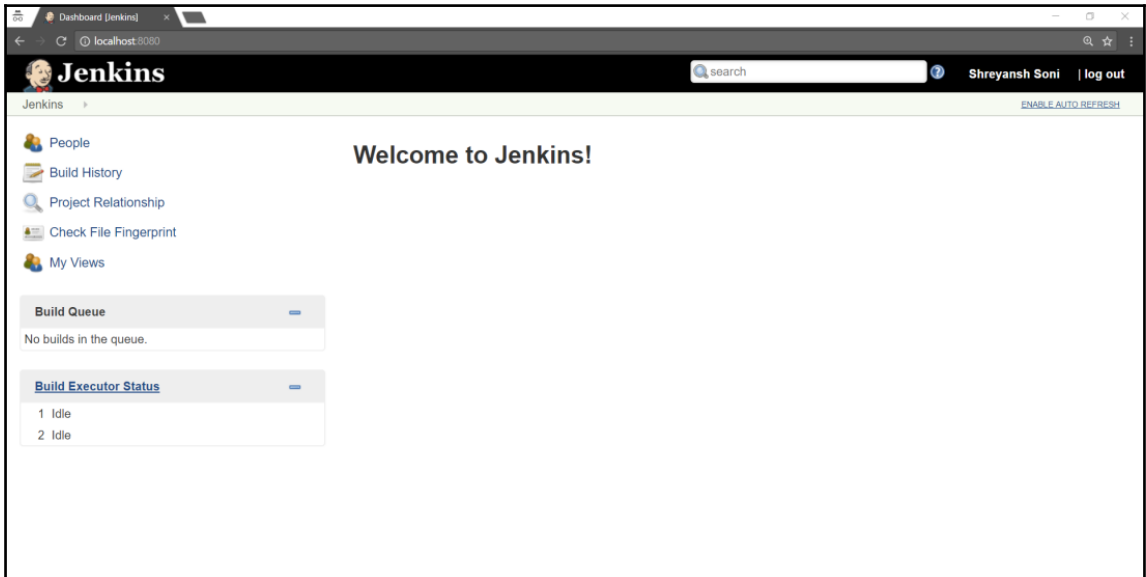 Dashboard [Jenkins]
localhost:8080
Jenkins
search
Shreyansh Soni | log out
Jenkins
ENABLE AUTO REFRESH
People
Build History
Project Relationship
Check File Fingerprint
My Views
Welcome to Jenkins!
Build Queue
No builds in the queue.
Build Executor Status
1 Idle
2 Idle